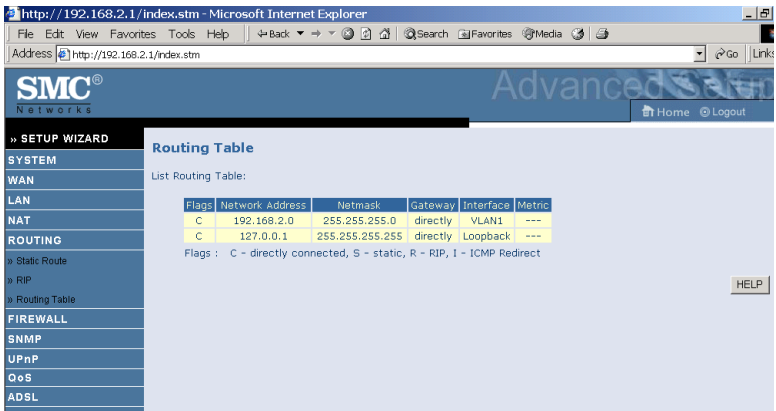 http://192.168.2.1/index.stm - Microsoft Internet Explorer
File Edit View Favorites Tools Help Back Search Favorites Media
Address http://192.168.2.1/index.stm Go Links
SMC®
Networks
Advanced Setup
Home Logout
» SETUP WIZARD
SYSTEM
WAN
LAN
NAT
ROUTING
» Static Route
» RIP
» Routing Table
FIREWALL
SNMP
UPnP
QoS
ADSL
Routing Table
List Routing Table:
Flags Network Address Netmask Gateway Interface Metric
C 192.168.2.0 255.255.255.0 directly VLAN1 ---
C 127.0.0.1 255.255.255.255 directly Loopback ---
Flags : C - directly connected, S - static, R - RIP, I - ICMP Redirect
HELP